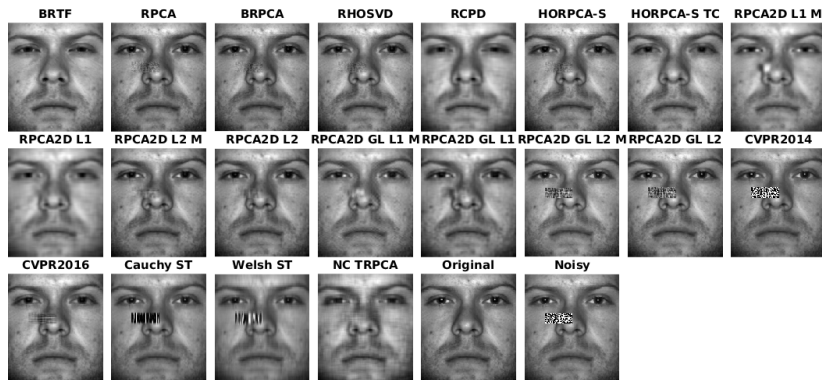 BRTF RPCA BRPCA RHOSVD RCPD HORPCA-S HORPCA-S TC RPCA2D L1 M
RPCA2D L1 RPCA2D L2 M RPCA2D L2 RPCA2D GL L1 M RPCA2D GL L1 RPCA2D GL L2 M RPCA2D GL L2 CVPR2014
CVPR2016 Cauchy ST Welsh ST NC TRPCA Original Noisy